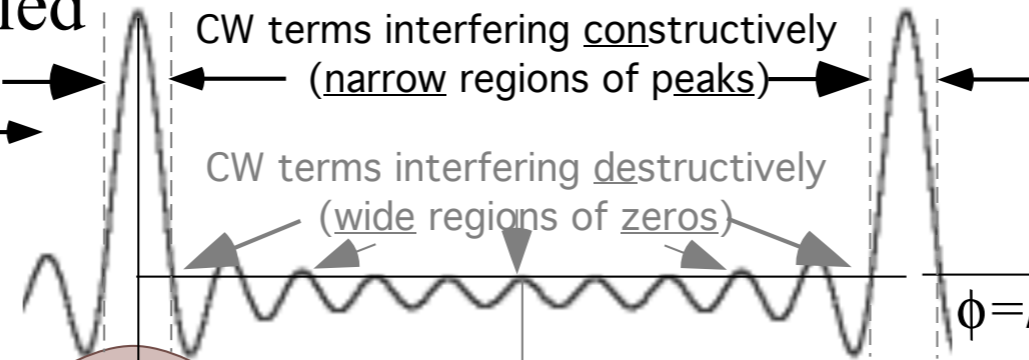 CW terms interfering constructively
(narrow regions of peaks)
CW terms interfering destructively
(wide regions of zeros)
ϕ=